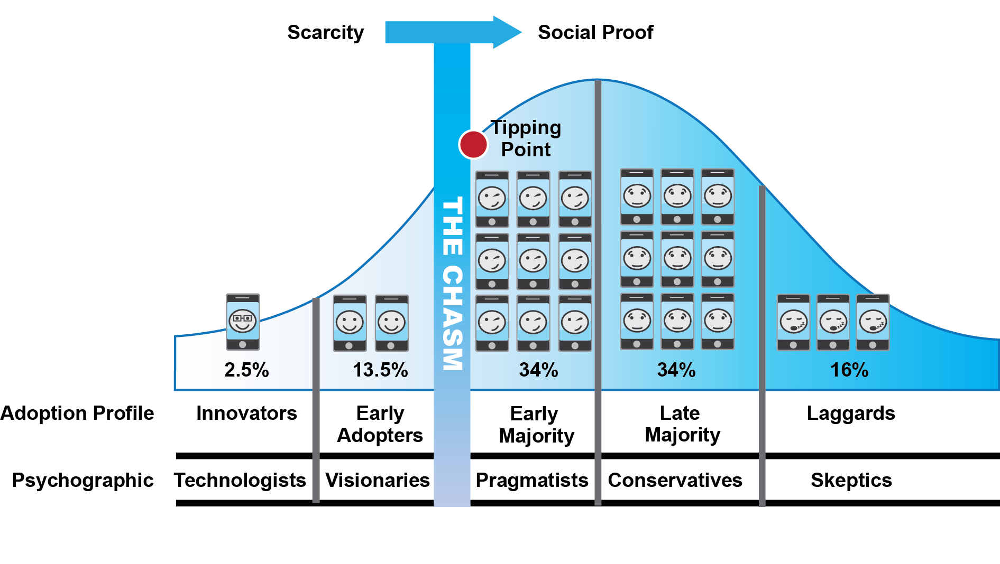 Scarcity
Social Proof
Tipping
Point
THE CHASM
2.5%
13.5%
34%
34%
16%
Adoption Profile
Innovators
Early
Adopters
Early
Majority
Late
Majority
Laggards
Psychographic
Technologists
Visionaries
Pragmatists
Conservatives
Skeptics